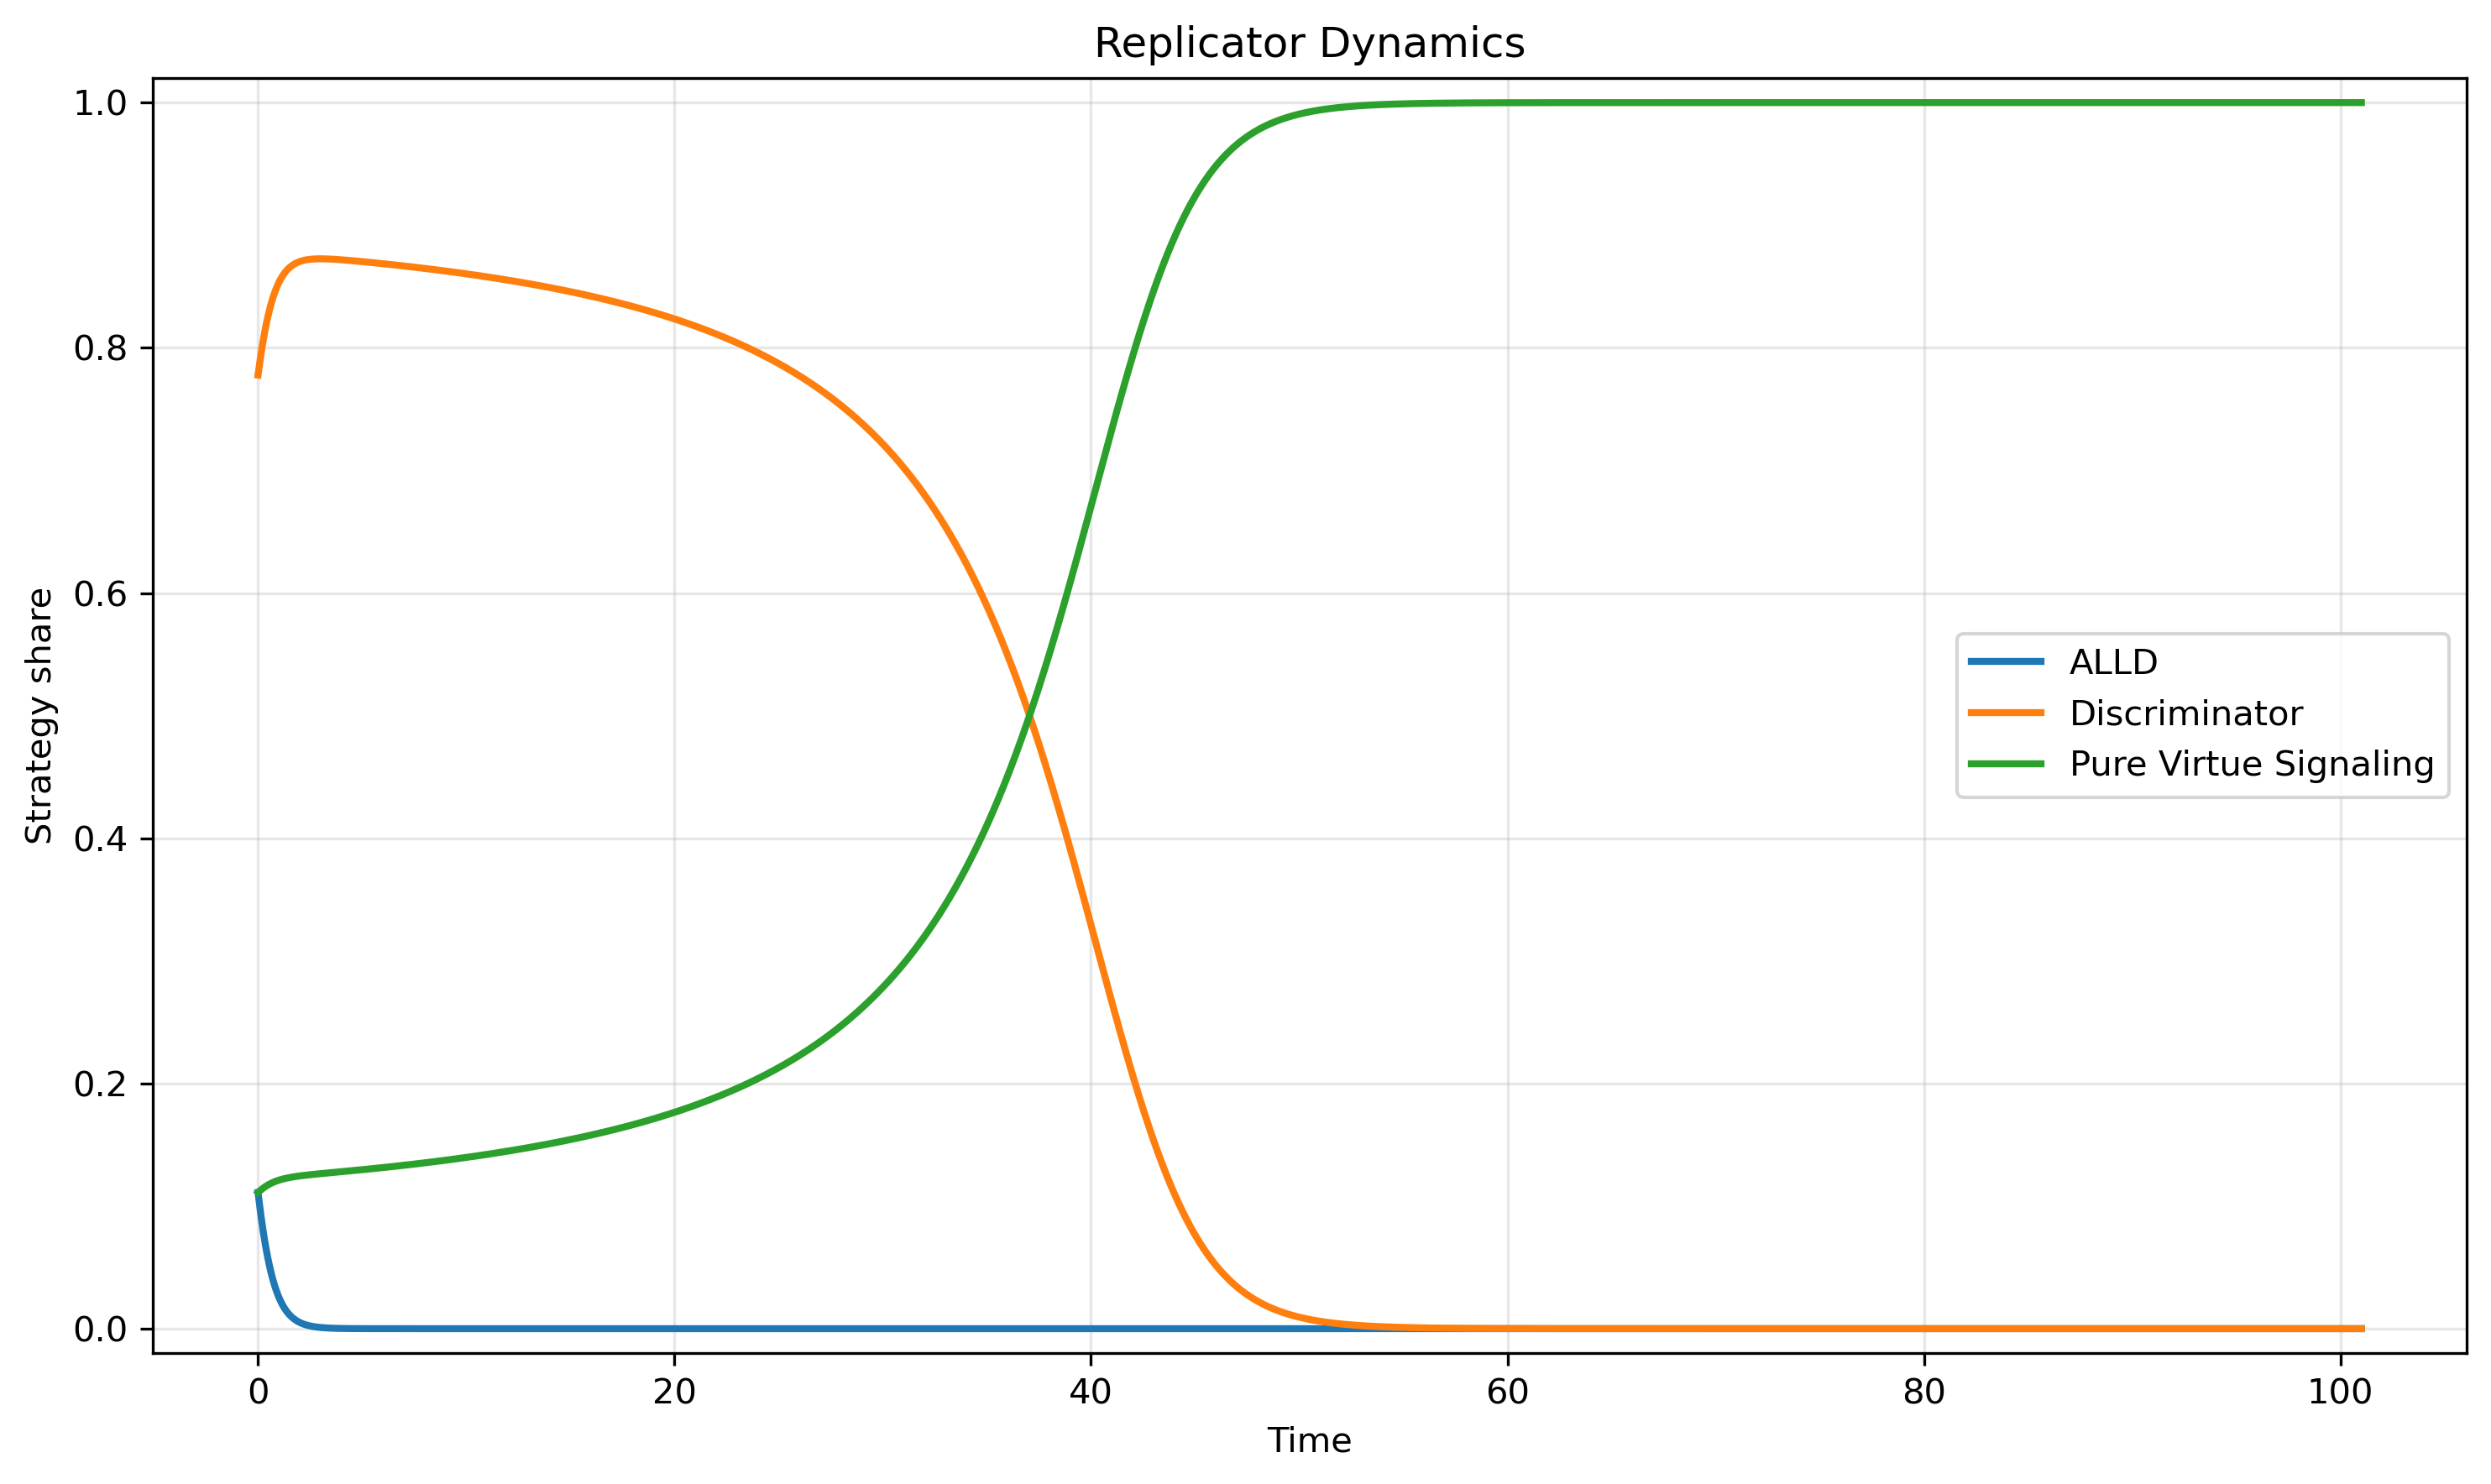 Replicator Dynamics
1.0
0.8
0.6
0.4
0.2
0.0
Strategy share
ALLD
Discriminator
Pure Virtue Signaling
0 20 40 60 80 100
Time